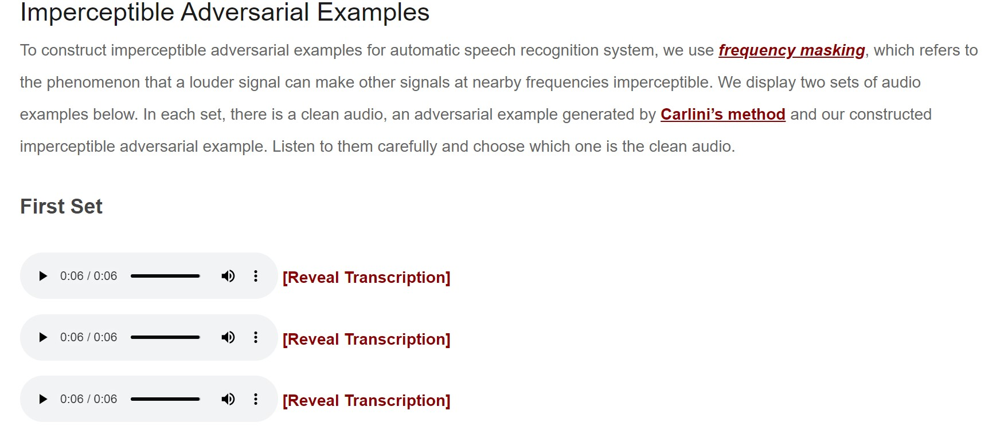 Imperceptible Adversarial Examples
To construct imperceptible adversarial examples for automatic speech recognition system, we use frequency masking, which refers to
the phenomenon that a louder signal can make other signals at nearby frequencies imperceptible. We display two sets of audio
examples below. In each set, there is a clean audio, an adversarial example generated by Carlini’s method and our constructed
imperceptible adversarial example. Listen to them carefully and choose which one is the clean audio.
First Set
0:06 / 0:06 [Reveal Transcription]
0:06 / 0:06 [Reveal Transcription]
0:06 / 0:06 [Reveal Transcription]